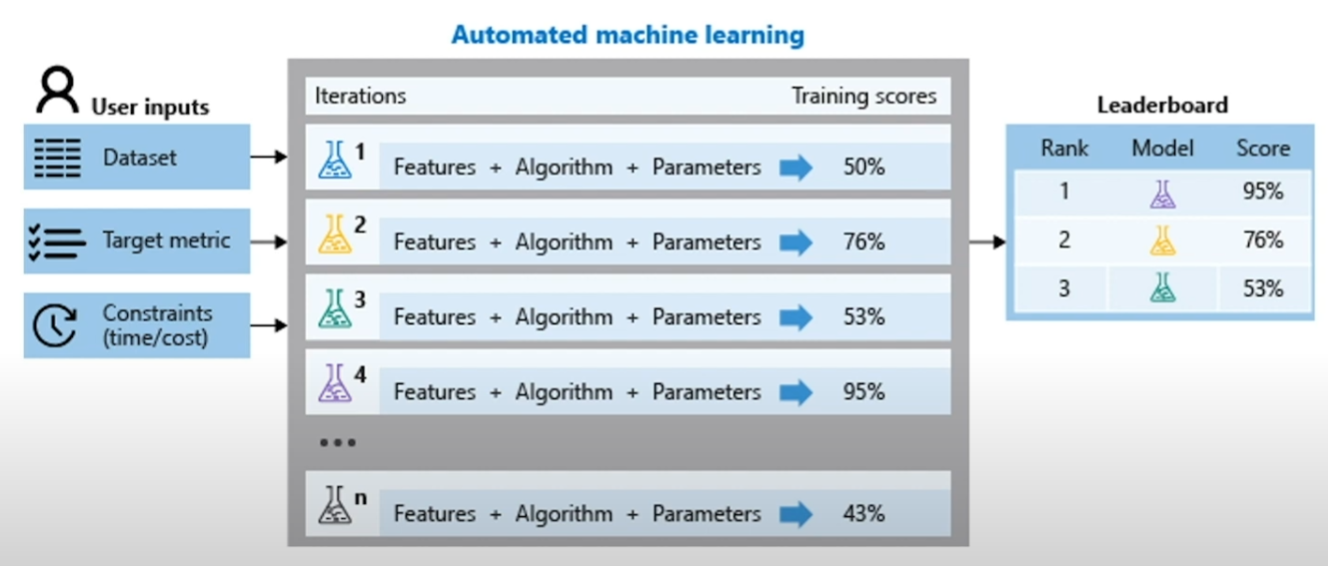 Automated machine learning
User inputs
Dataset
Target metric
Constraints
(time/cost)
Iterations Training scores
1 Features + Algorithm + Parameters 50%
2 Features + Algorithm + Parameters 76%
3 Features + Algorithm + Parameters 53%
4 Features + Algorithm + Parameters 95%
•••
n Features + Algorithm + Parameters 43%
Leaderboard
Rank Model Score
1 95%
2 76%
3 53%